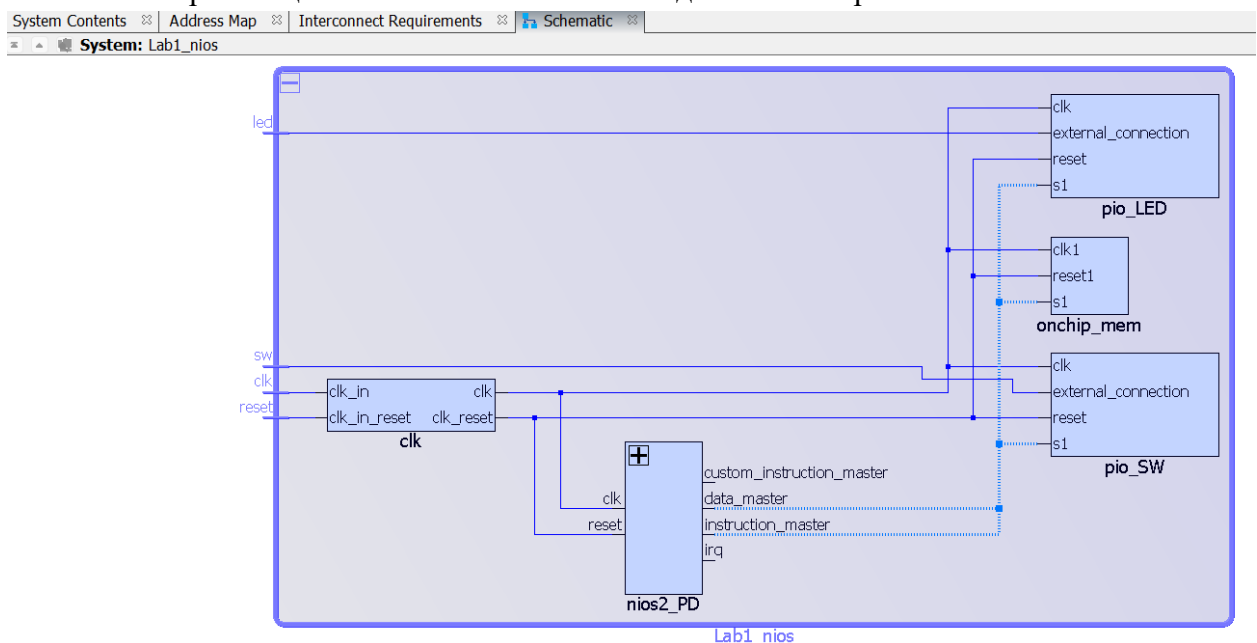 System Contents Address Map Interconnect Requirements Schematic
System: Lab1_nios
led
clk
external_connection
reset
s1
pio_LED
clk1
reset1
s1
onchip_mem
sw
clk
reset
clk_in clk
clk_in_reset clk_reset
clk
clk
external_connection
reset
s1
pio_SW
custom_instruction_master
clk data_master
reset instruction_master
irq
nios2_PD
Lab1_nios